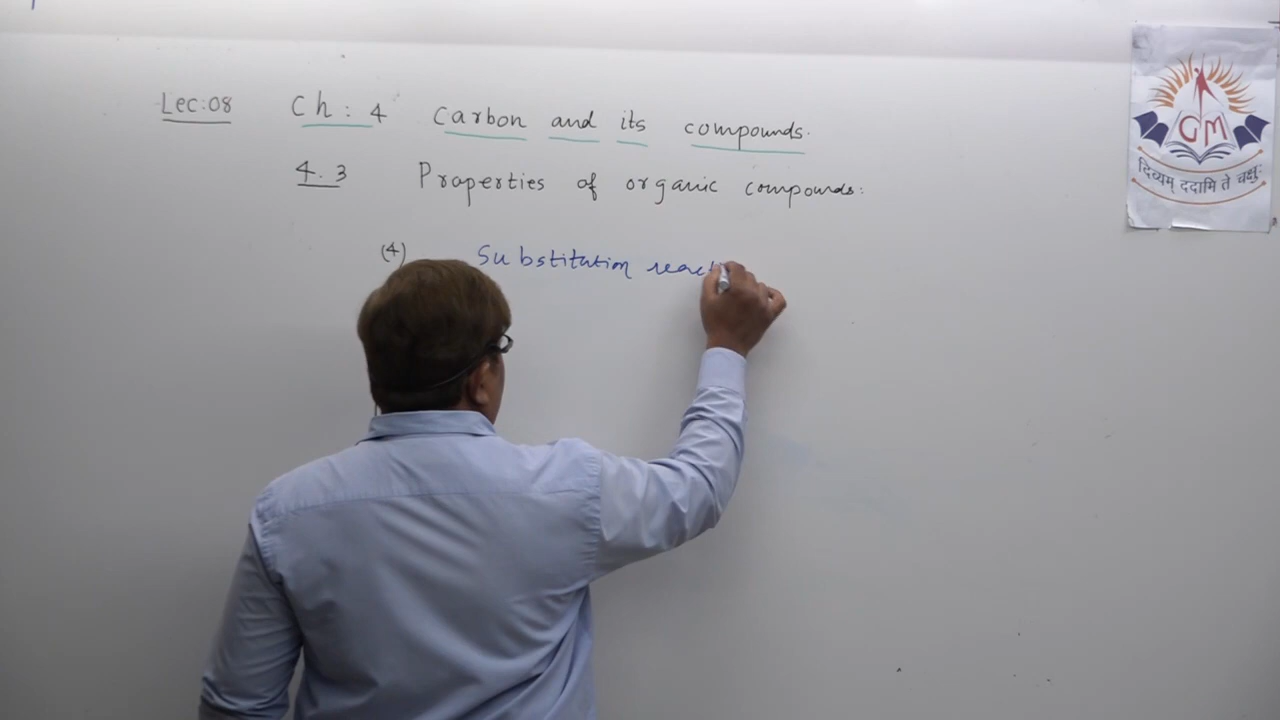 Lec:08 Ch: 4 Carbon and its compounds.
4.3 Properties of organic compounds:
(4) Substitution
GM
दिव्यम् ददामि ते चक्षुः